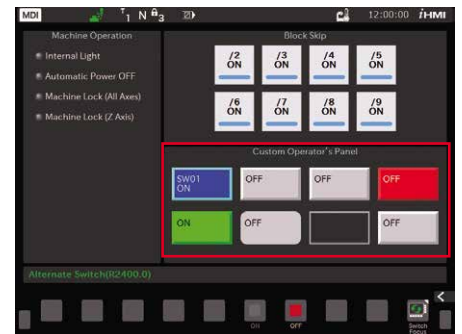 MDI
T1 N H3
12:00:00 iHMI
Machine Operation
Internal Light
Automatic Power OFF
Machine Lock (All Axes)
Machine Lock (Z Axis)
Block Skip
/2 ON
/3 ON
/4 ON
/5 ON
/6 ON
/7 ON
/8 ON
/9 ON
Custom Operator's Panel
SW01 ON
OFF
OFF
OFF
ON
OFF
OFF
Alternate Switch(R2400.0)
ON
OFF
Switch Focus